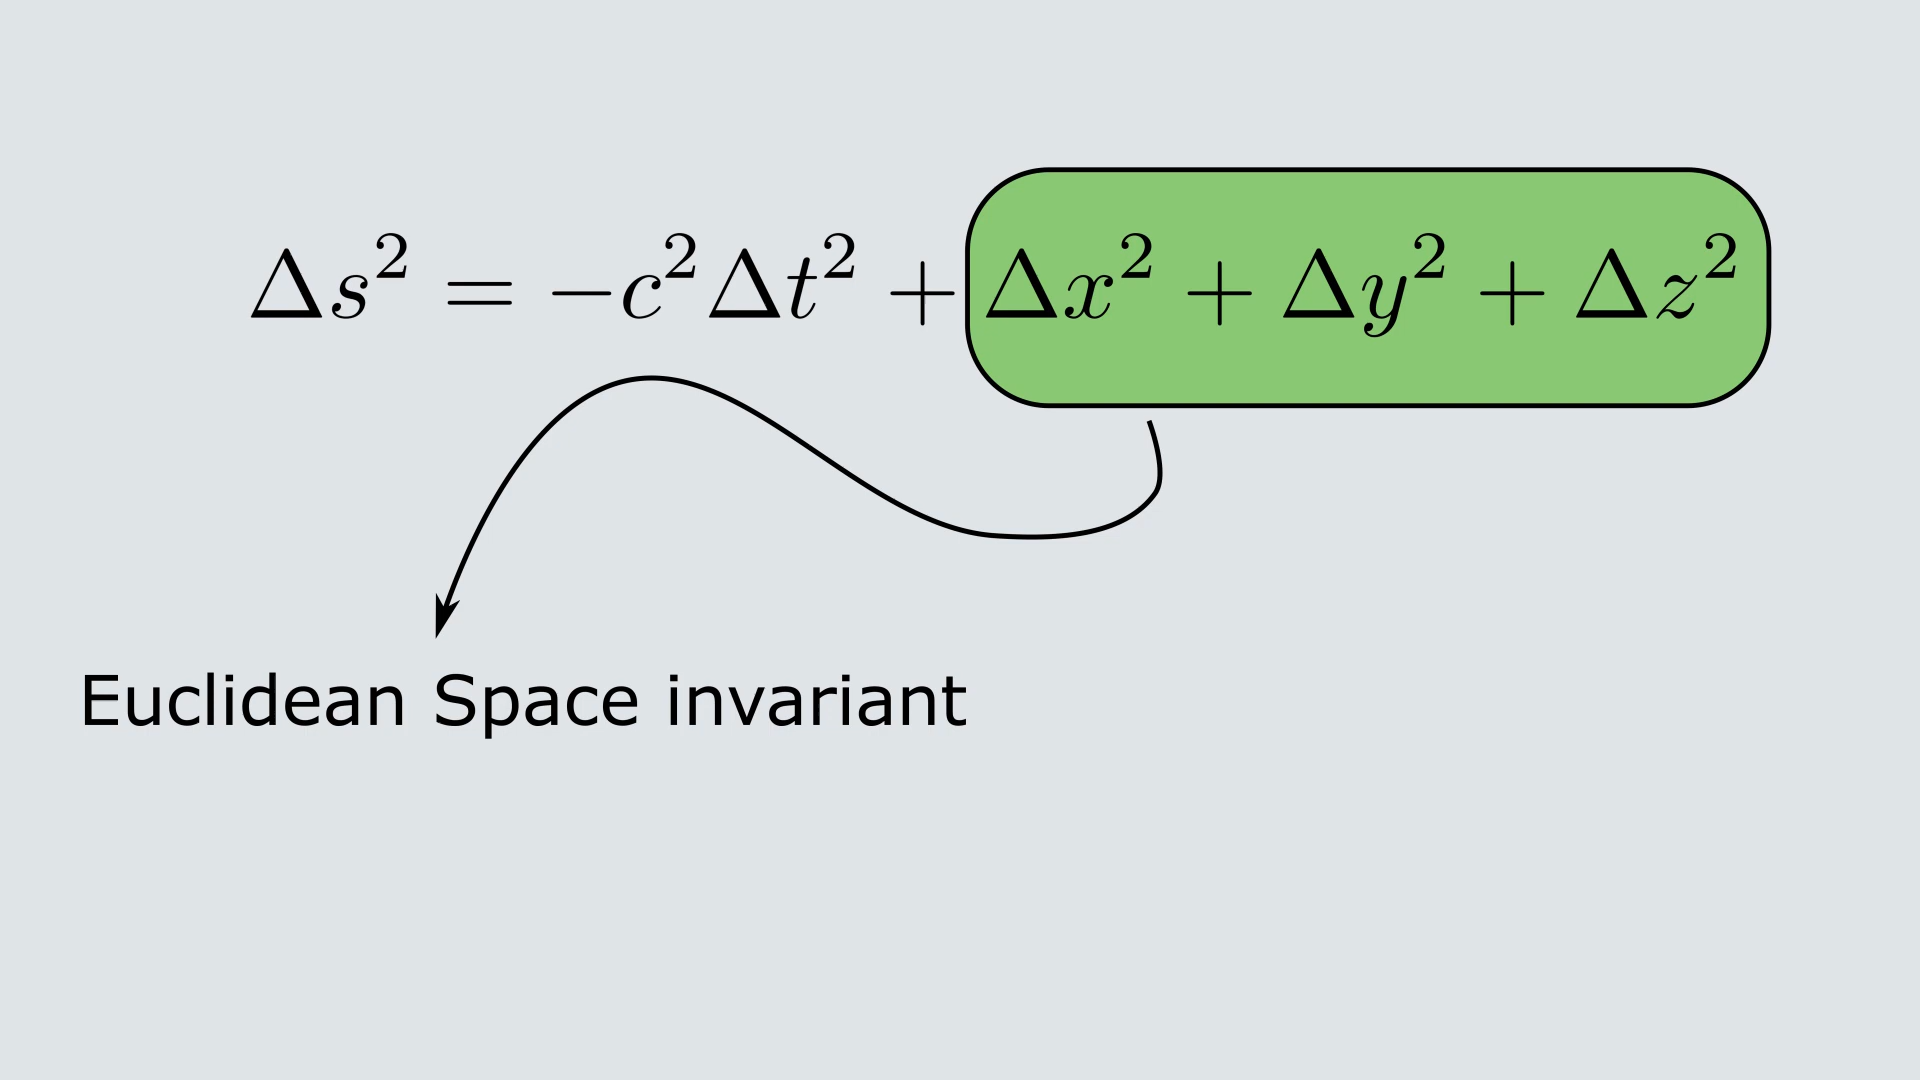 Δs² = −c²Δt² + Δx² + Δy² + Δz²
Euclidean Space invariant